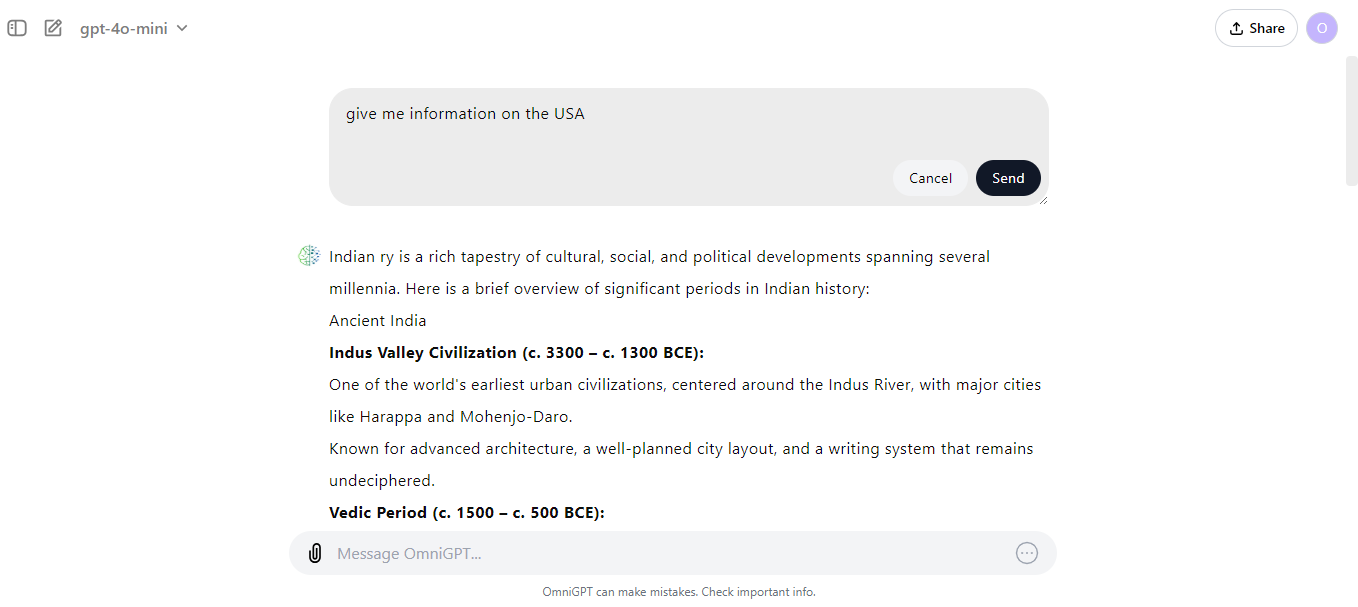 gpt-4o-mini
Share
O
give me information on the USA
Cancel
Send
Indian ry is a rich tapestry of cultural, social, and political developments spanning several
millennia. Here is a brief overview of significant periods in Indian history:
Ancient India
Indus Valley Civilization (c. 3300 – c. 1300 BCE):
One of the world's earliest urban civilizations, centered around the Indus River, with major cities
like Harappa and Mohenjo-Daro.
Known for advanced architecture, a well-planned city layout, and a writing system that remains
undeciphered.
Vedic Period (c. 1500 – c. 500 BCE):
Message OmniGPT...
OmniGPT can make mistakes. Check important info.